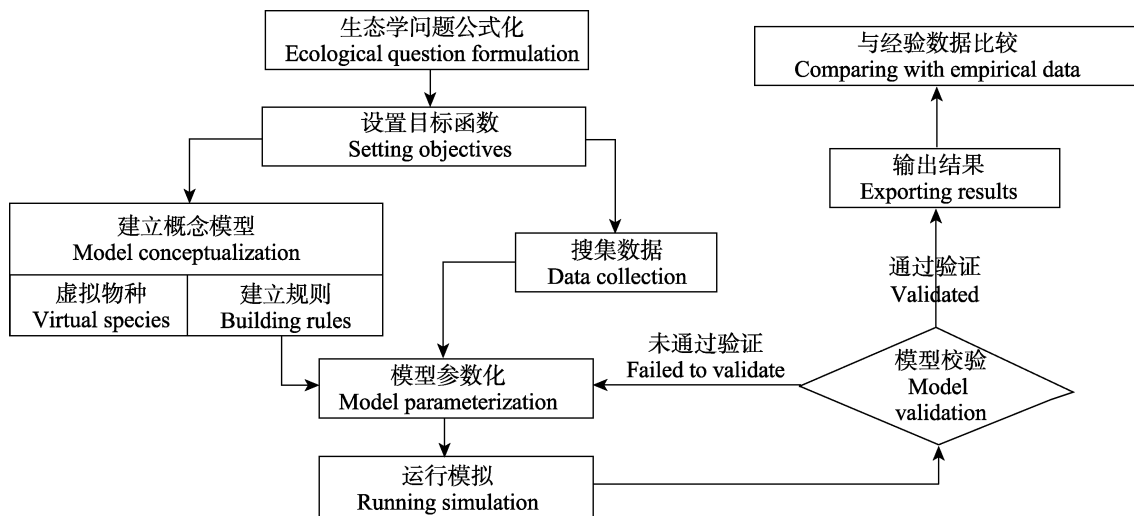 生态学问题公式化
Ecological question formulation
设置目标函数
Setting objectives
建立概念模型
Model conceptualization
虚拟物种
Virtual species
建立规则
Building rules
搜集数据
Data collection
模型参数化
Model parameterization
运行模拟
Running simulation
未通过验证
Failed to validate
模型校验
Model
validation
通过验证
Validated
输出结果
Exporting results
与经验数据比较
Comparing with empirical data